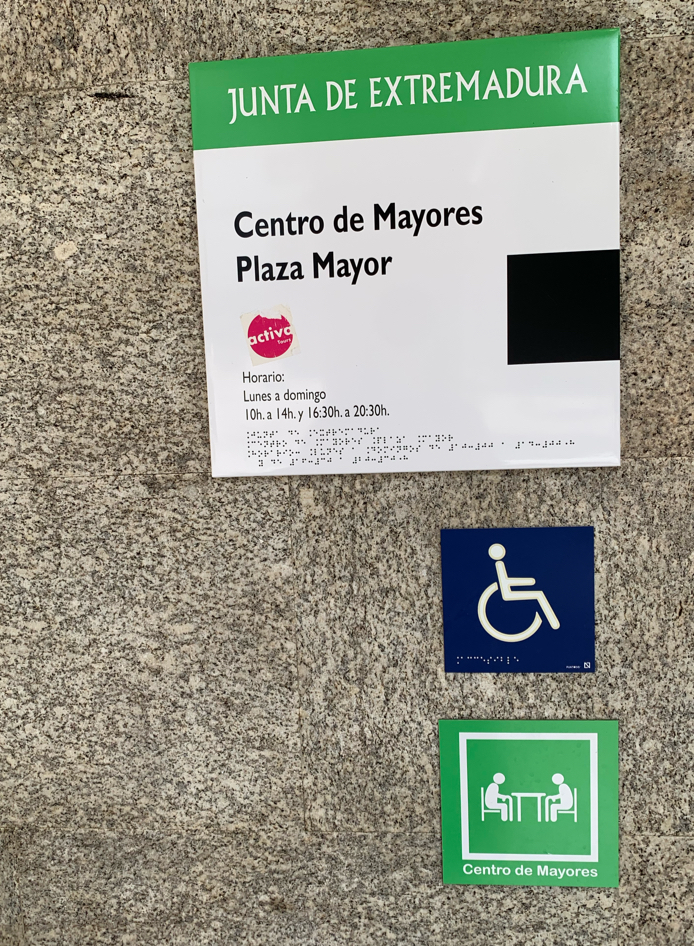 JUNTA DE EXTREMADURA
Centro de Mayores
Plaza Mayor
activa
Tours
Horario:
Lunes a domingo
10h. a 14h. y 16:30h. a 20:30h.
Centro de Mayores